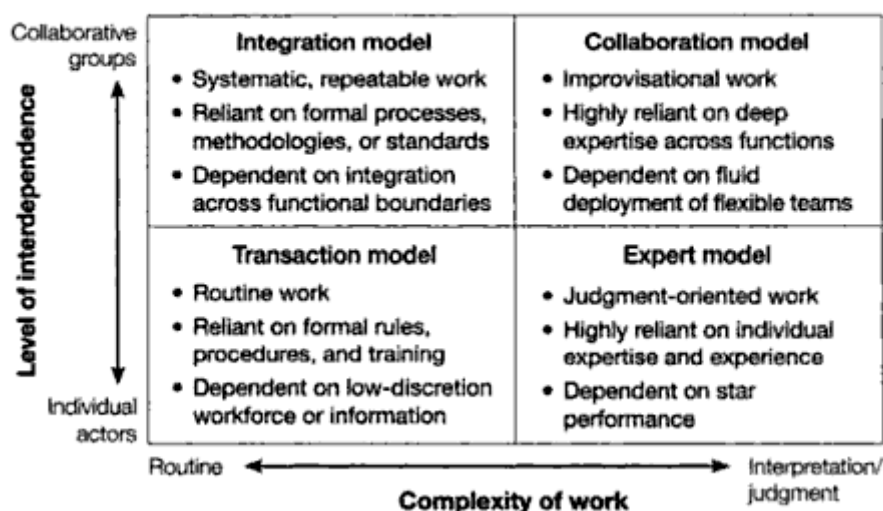 Collaborative
groups
Level of interdependence
Individual
actors
Integration model
• Systematic, repeatable work
• Reliant on formal processes,
methodologies, or standards
• Dependent on integration
across functional boundaries
Collaboration model
• Improvisational work
• Highly reliant on deep
expertise across functions
• Dependent on fluid
deployment of flexible teams
Transaction model
• Routine work
• Reliant on formal rules,
procedures, and training
• Dependent on low-discretion
workforce or information
Expert model
• Judgment-oriented work
• Highly reliant on individual
expertise and experience
• Dependent on star
performance
Routine
Interpretation/
judgment
Complexity of work